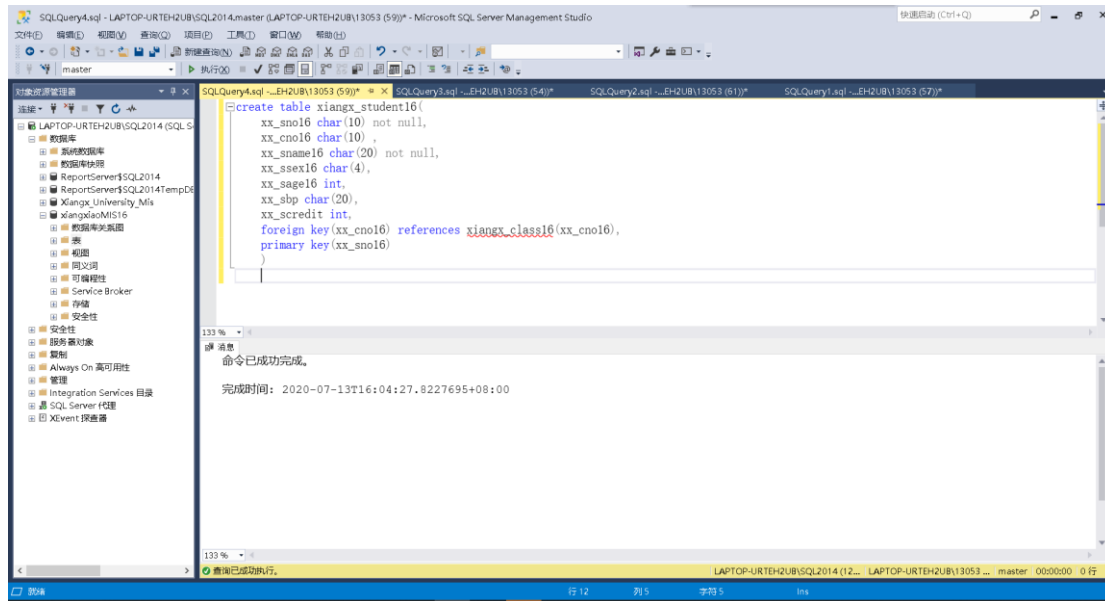 SQLQuery4.sql - LAPTOP-URTEH2UB\SQL2014.master (LAPTOP-URTEH2UB\13053 (59))* - Microsoft SQL Server Management Studio
快速启动 (Ctrl+Q)
文件(F) 编辑(E) 视图(V) 查询(Q) 项目(P) 工具(T) 窗口(W) 帮助(H)
新建查询(N)
master
执行(X)
对象资源管理器
SQLQuery4.sql -...EH2UB\13053 (59))* SQLQuery3.sql -...EH2UB\13053 (54))* SQLQuery2.sql -...EH2UB\13053 (61))* SQLQuery1.sql -...EH2UB\13053 (57))*
连接
LAPTOP-URTEH2UB\SQL2014 (SQL S
数据库
系统数据库
数据库快照
ReportServer$SQL2014
ReportServer$SQL2014TempDB
Xiangx_University_Mis
xiangxiaoMIS16
数据库关系图
表
视图
同义词
可编程性
Service Broker
存储
安全性
安全性
服务器对象
复制
Always On 高可用性
管理
Integration Services 目录
SQL Server 代理
XEvent 探查器
create table xiangx_student16(
xx_sno16 char(10) not null,
xx_cno16 char(10) ,
xx_sname16 char(20) not null,
xx_ssex16 char(4),
xx_sage16 int,
xx_sbp char(20),
xx_scredit int,
foreign key(xx_cno16) references xiangx_class16(xx_cno16),
primary key(xx_sno16)
)
133 %
消息
命令已成功完成。
完成时间: 2020-07-13T16:04:27.8227695+08:00
133 %
查询已成功执行。
LAPTOP-URTEH2UB\SQL2014 (12... LAPTOP-URTEH2UB\13053 ... master 00:00:00 0 行
就绪
行 12 列 5 字符 5 Ins